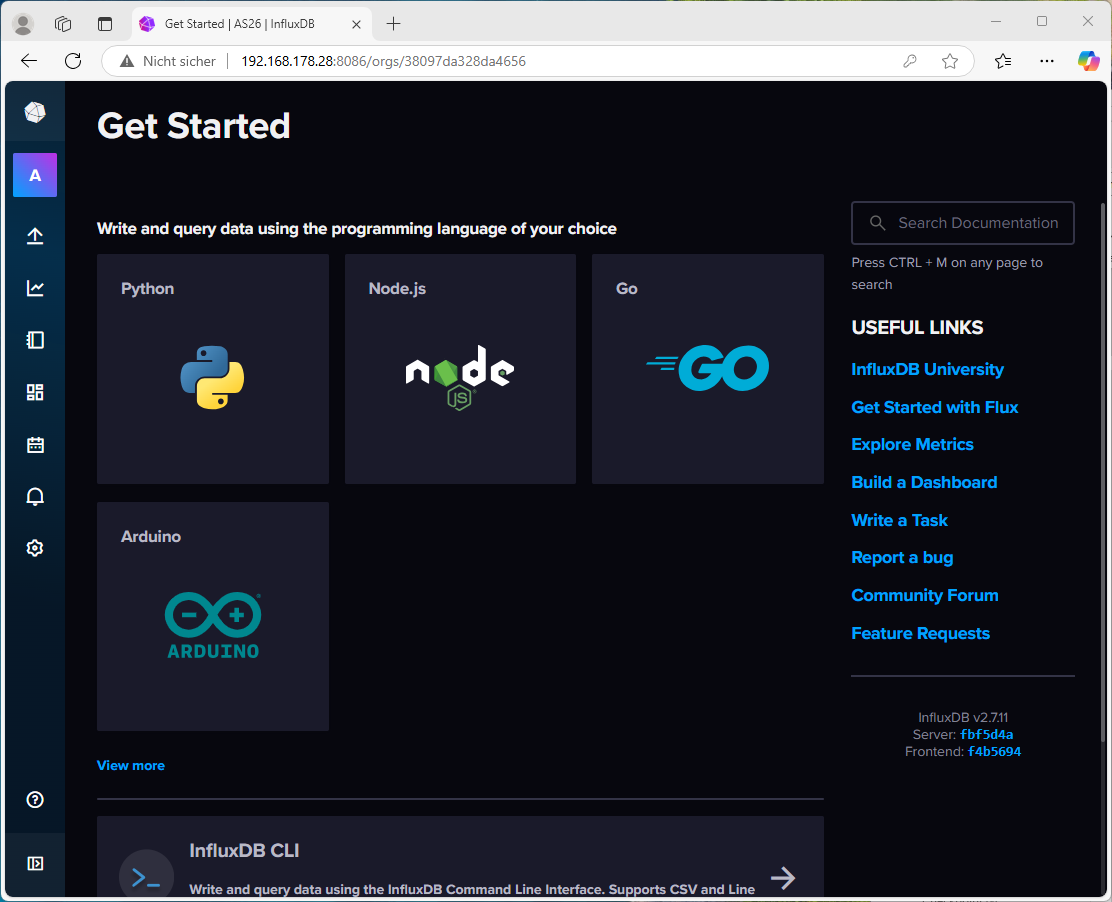 Get Started | AS26 | InfluxDB
Nicht sicher
192.168.178.28:8086/orgs/38097da328da4656
Get Started
A
Write and query data using the programming language of your choice
Python
Node.js
node
JS
Go
GO
Arduino
ARDUINO
View more
InfluxDB CLI
Write and query data using the InfluxDB Command Line Interface. Supports CSV and Line
Search Documentation
Press CTRL + M on any page to
search
USEFUL LINKS
InfluxDB University
Get Started with Flux
Explore Metrics
Build a Dashboard
Write a Task
Report a bug
Community Forum
Feature Requests
InfluxDB v2.7.11
Server: fbf5d4a
Frontend: f4b5694